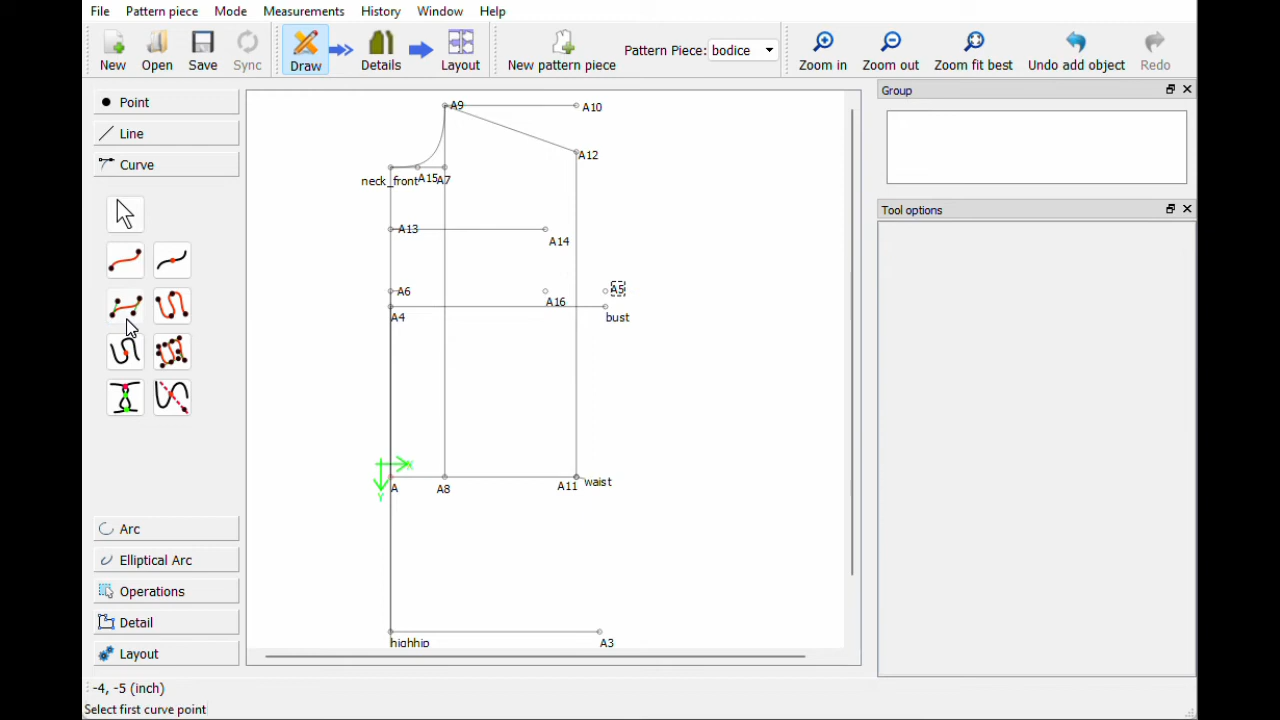 File Pattern piece Mode Measurements History Window Help
New Open Save Sync Draw Details Layout New pattern piece Pattern Piece: bodice Zoom in Zoom out Zoom fit best Undo add object Redo
Point
Line
Curve
Arc
Elliptical Arc
Operations
Detail
Layout
A9
A10
A12
neck_front
A15
A7
A13
A14
A6
A5
A16
A4
bust
X
Y
A
A8
A11
waist
highhip
A3
Group
Tool options
-4, -5 (inch)
Select first curve point